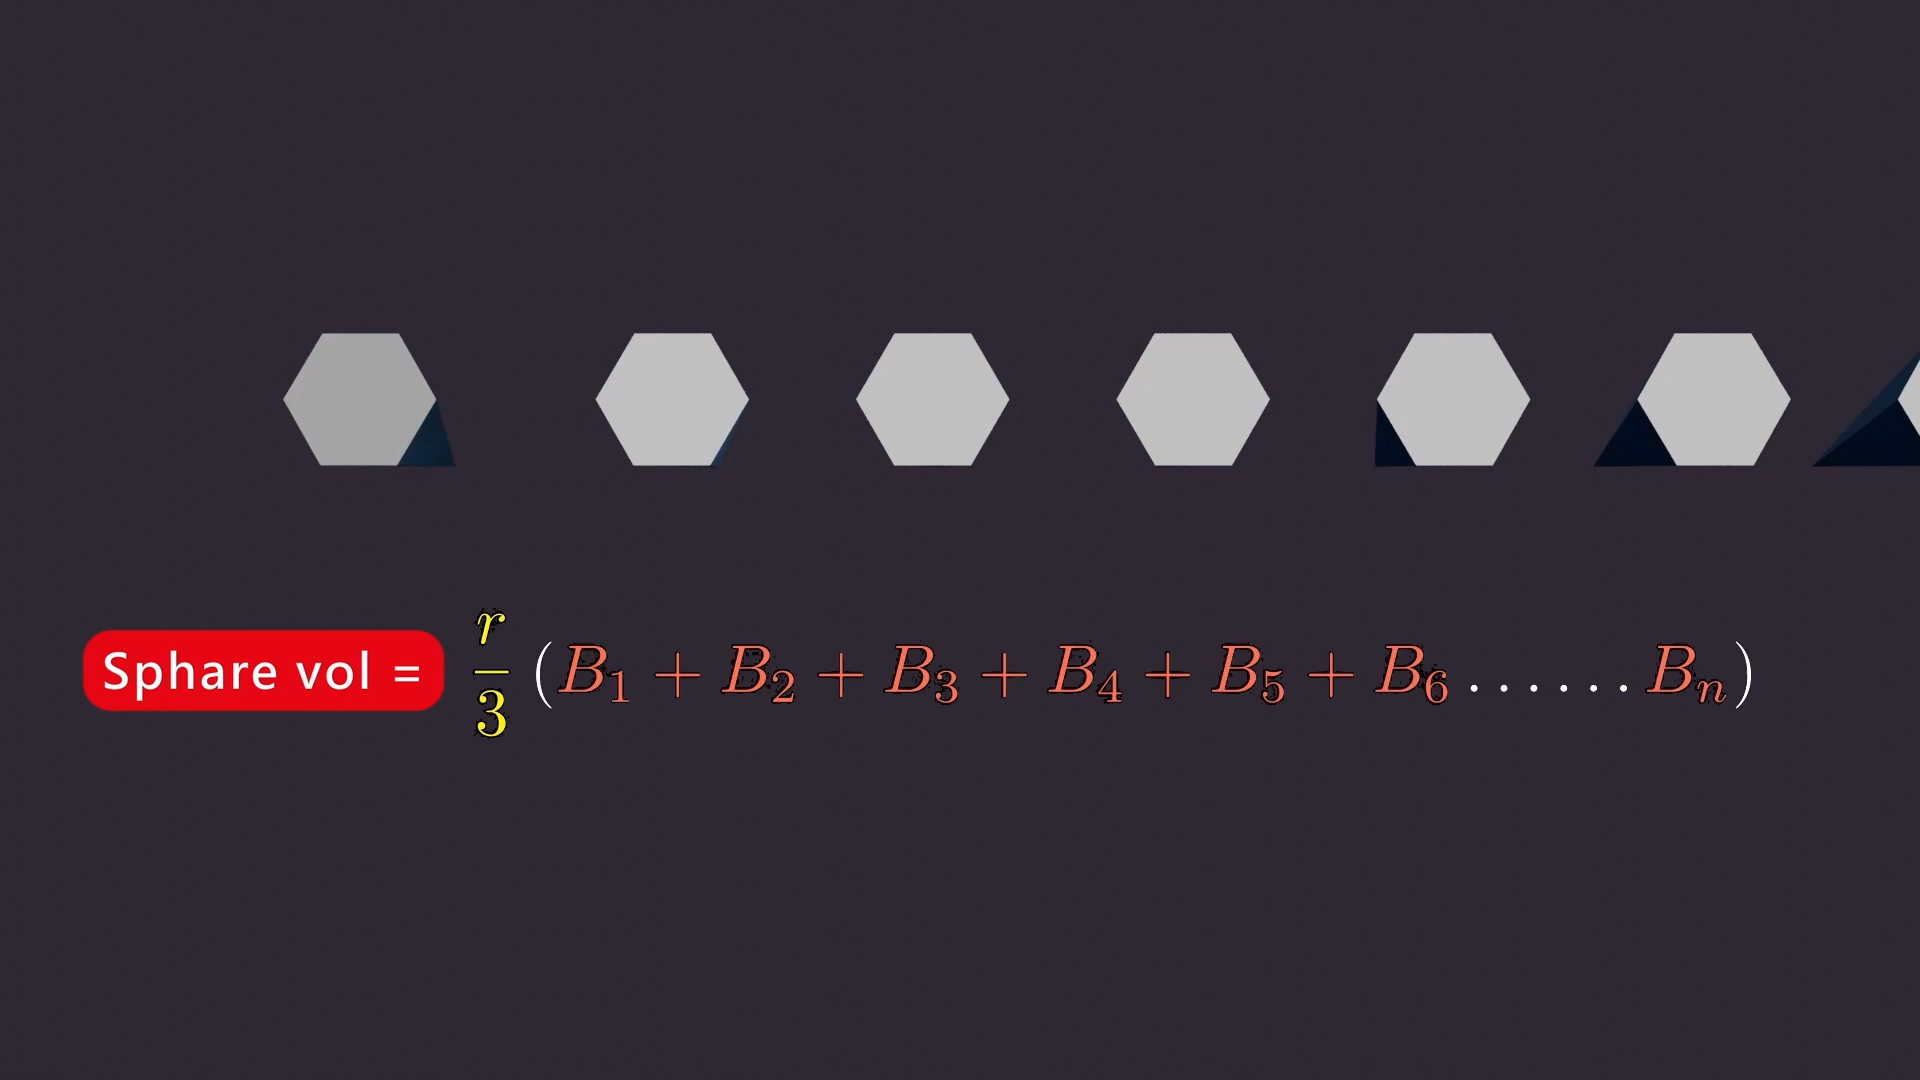 Sphare vol = r/3 (B₁ + B₂ + B₃ + B₄ + B₅ + B₆ ...... Bₙ)